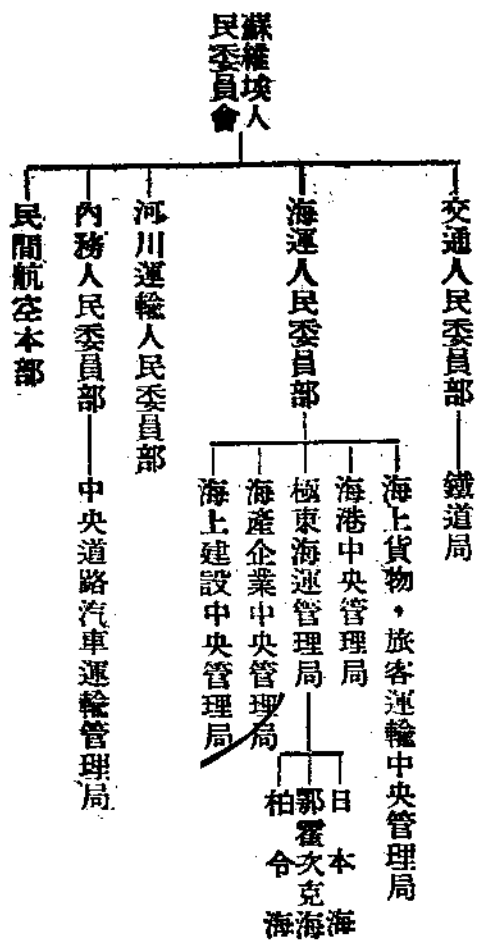 蘇維埃人
民委員會
交通人民委員部
鐵道局
海運人民委員部
海上貨物・旅客運輸中央管理局
海港中央管理局
極東海運管理局
日本海
鄂霍次克海
柏令海
海產企業中央管理局
海上建設中央管理局
河川運輸人民委員部
內務人民委員部
中央道路汽車運輸管理局
民間航空本部